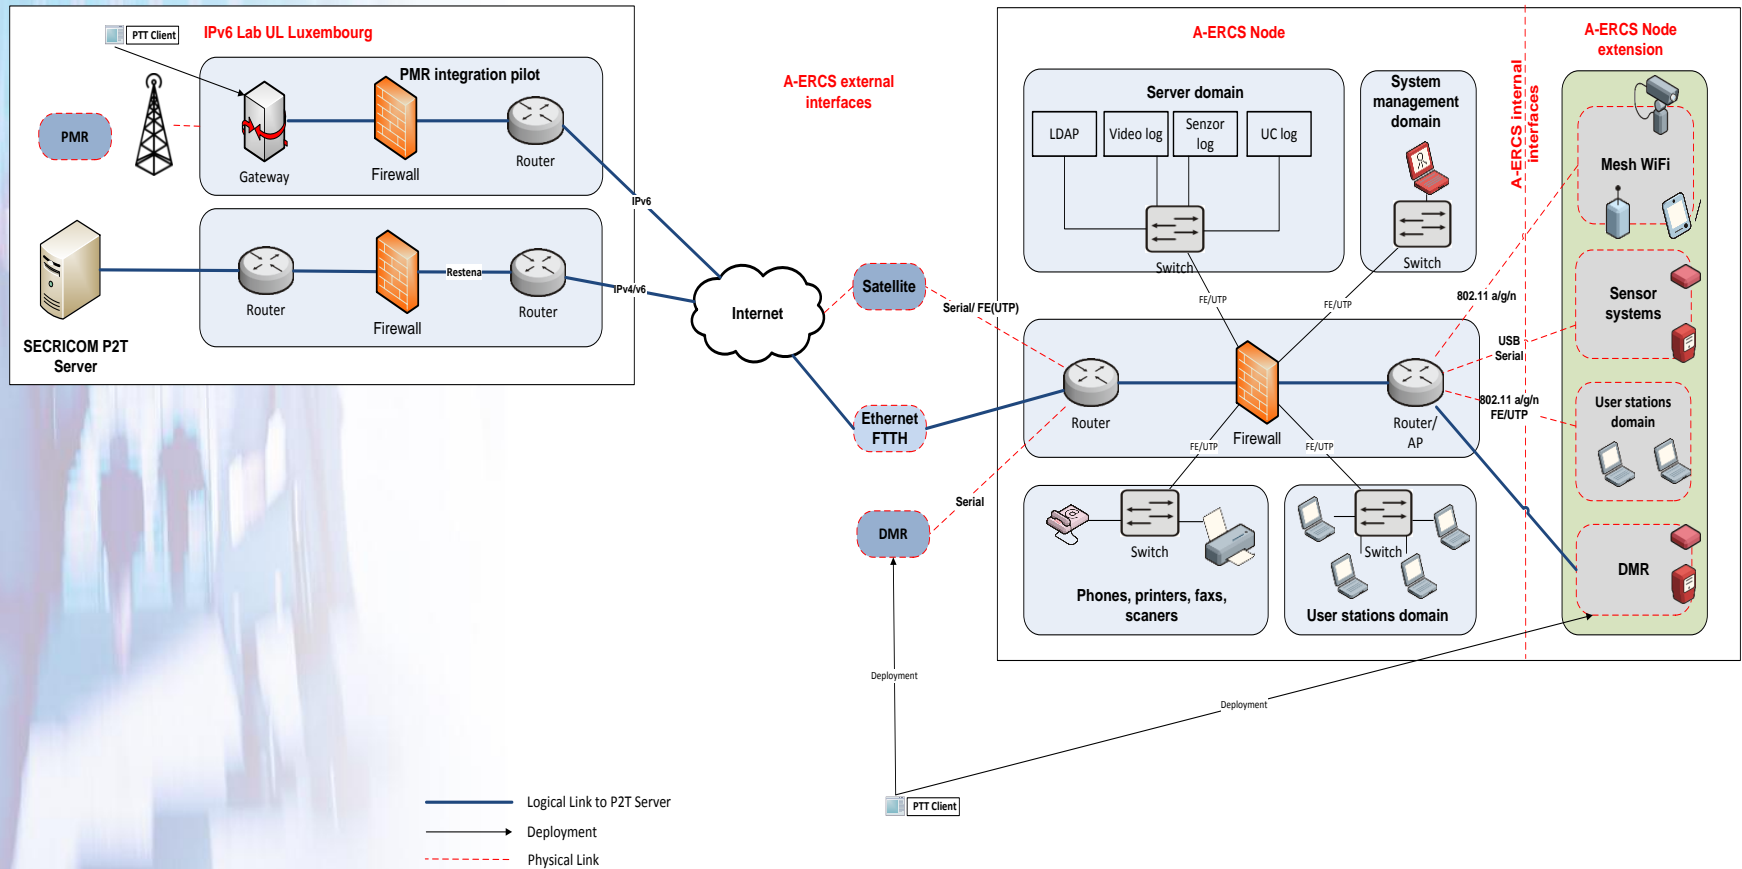 PTT Client
IPv6 Lab UL Luxembourg
PMR integration pilot
PMR
Gateway
Firewall
Router
IPv6
SECRICOM P2T
Server
Router
Firewall
Restena
Router
IPv4/v6
Internet
A-ERCS external
interfaces
Satellite
Serial/ FE(UTP)
Ethernet
FTTH
DMR
Serial
A-ERCS Node
Server domain
LDAP
Video log
Senzor
log
UC log
Switch
System
management
domain
Switch
FE/UTP
FE/UTP
Router
Firewall
Router/
AP
FE/UTP
FE/UTP
Switch
Phones, printers, faxs,
scaners
Switch
User stations domain
A-ERCS internal
interfaces
802.11 a/g/n
USB
Serial
802.11 a/g/n
FE/UTP
A-ERCS Node
extension
Mesh WiFi
Sensor
systems
User stations
domain
DMR
Deployment
Deployment
PTT Client
Logical Link to P2T Server
Deployment
Physical Link